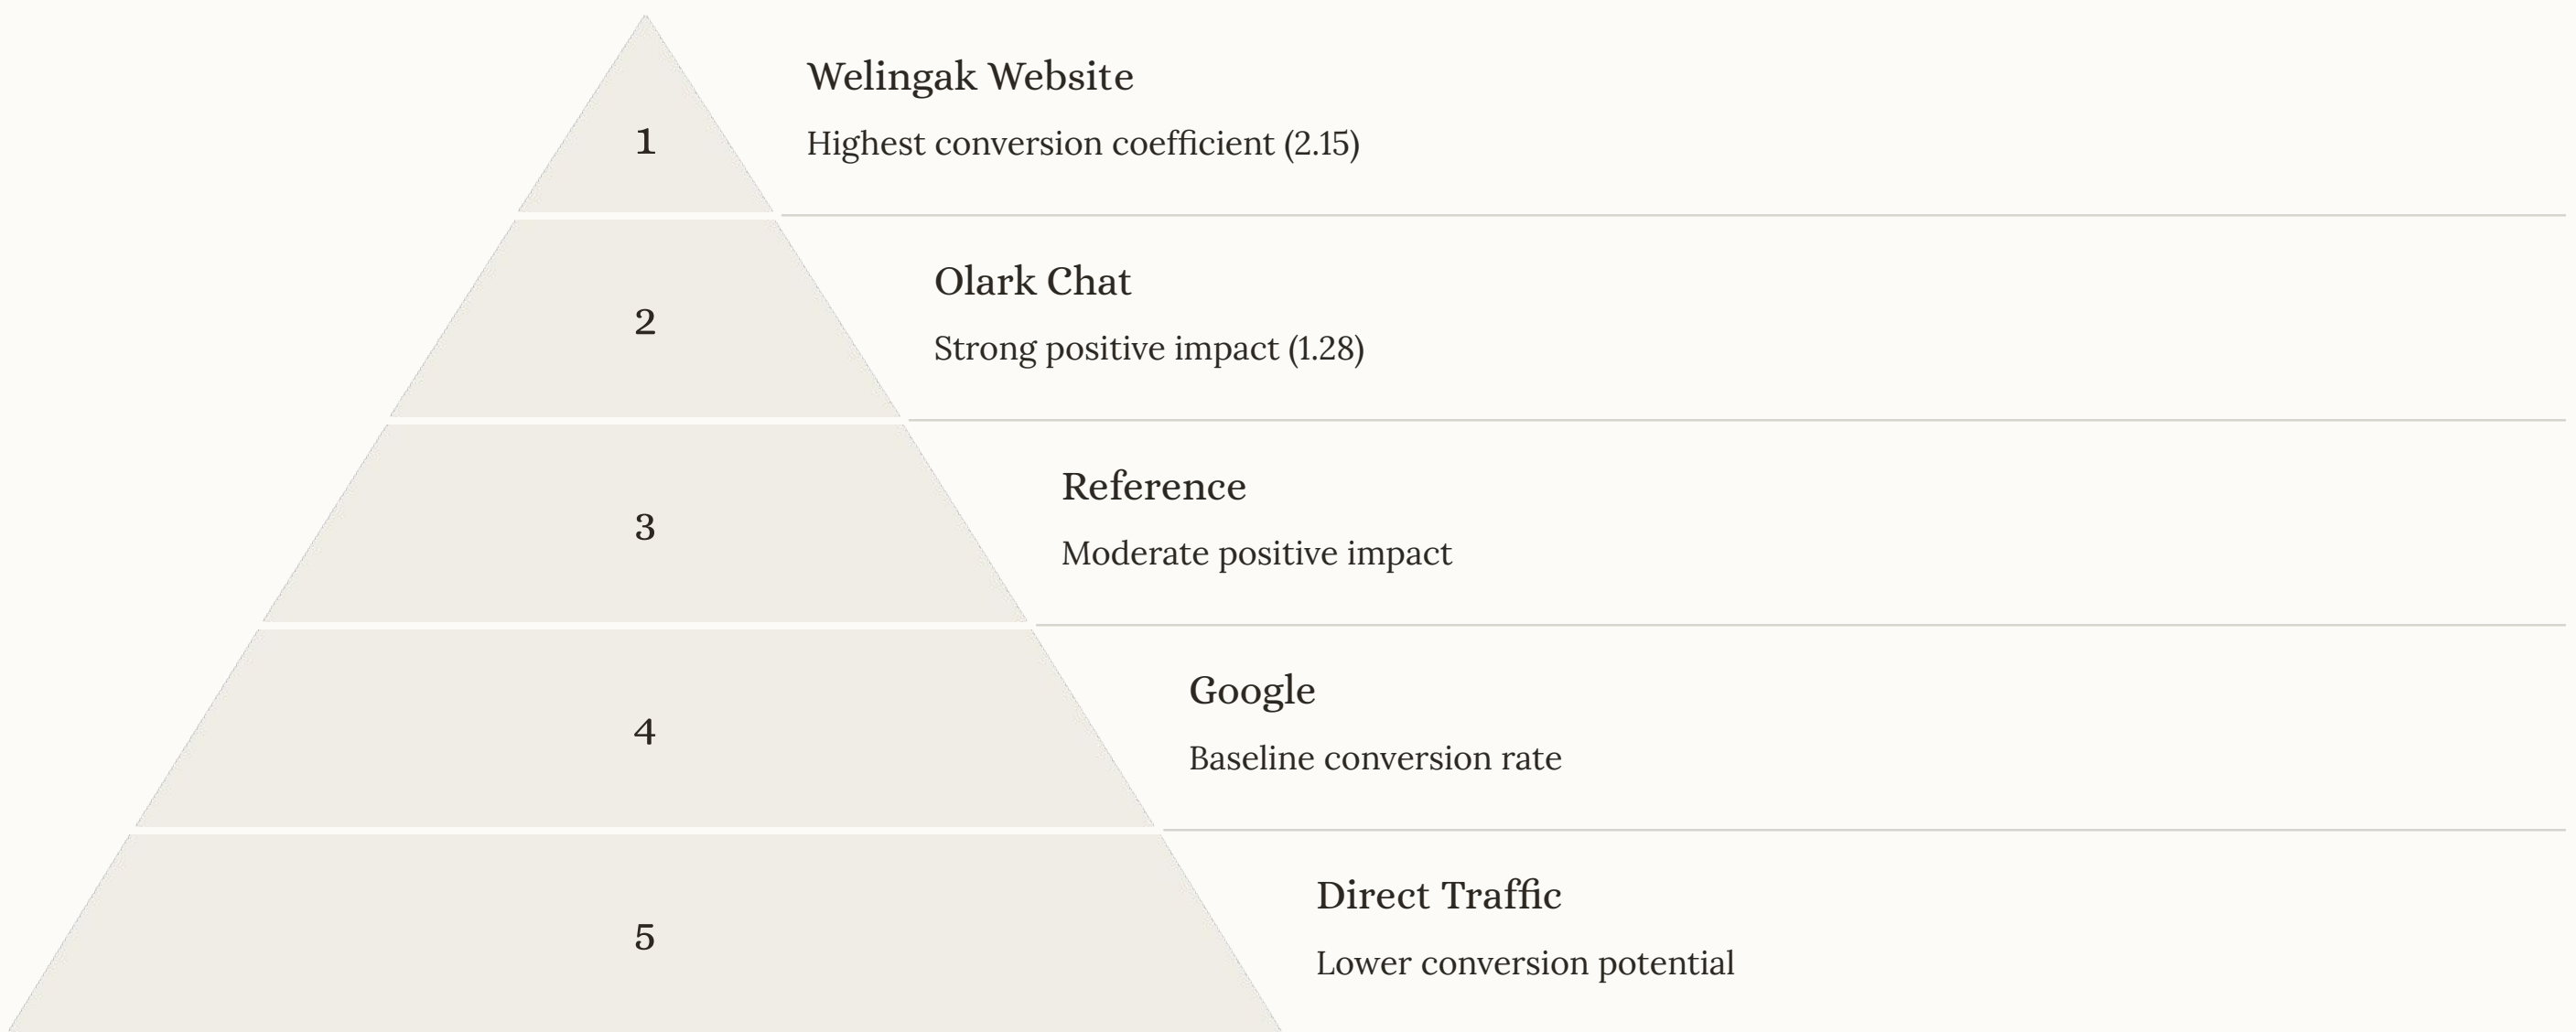 1
Welingak Website
Highest conversion coefficient (2.15)
2
Olark Chat
Strong positive impact (1.28)
3
Reference
Moderate positive impact
4
Google
Baseline conversion rate
5
Direct Traffic
Lower conversion potential